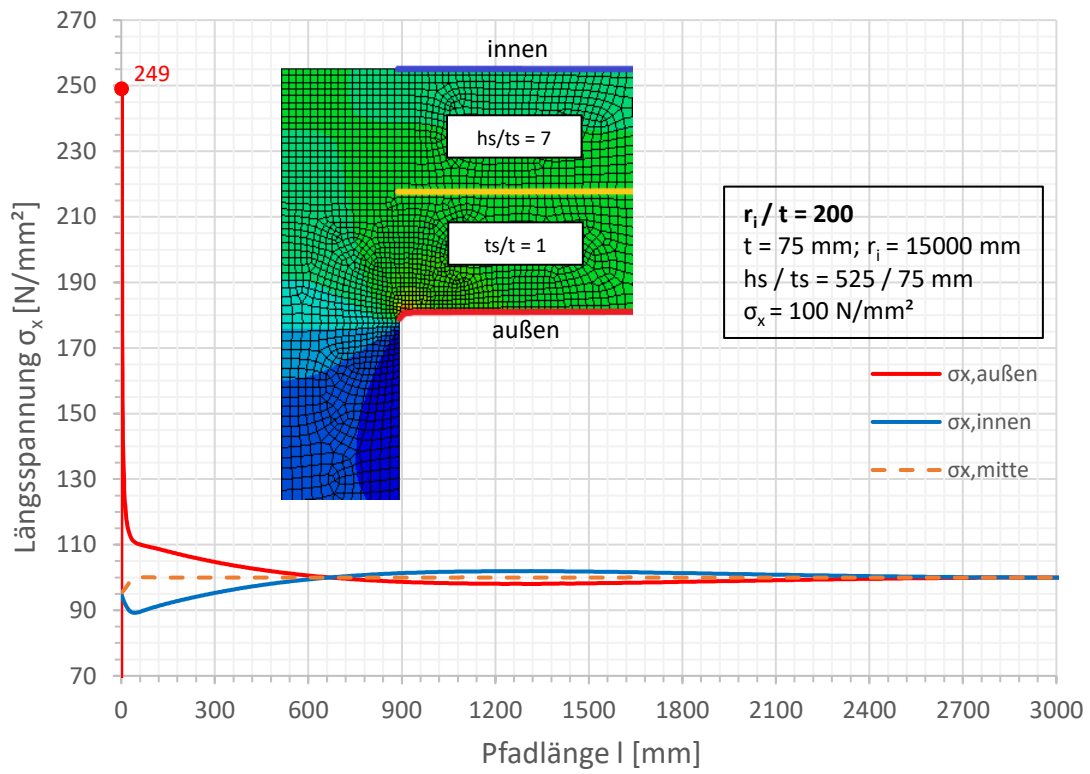 Längsspannung σx [N/mm²]
270
250
230
210
190
170
150
130
110
90
70
249
innen
hs/ts = 7
ts/t = 1
außen
ri / t = 200
t = 75 mm; ri = 15000 mm
hs / ts = 525 / 75 mm
σx = 100 N/mm²
σx,außen
σx,innen
σx,mitte
0 300 600 900 1200 1500 1800 2100 2400 2700 3000
Pfadlänge l [mm]